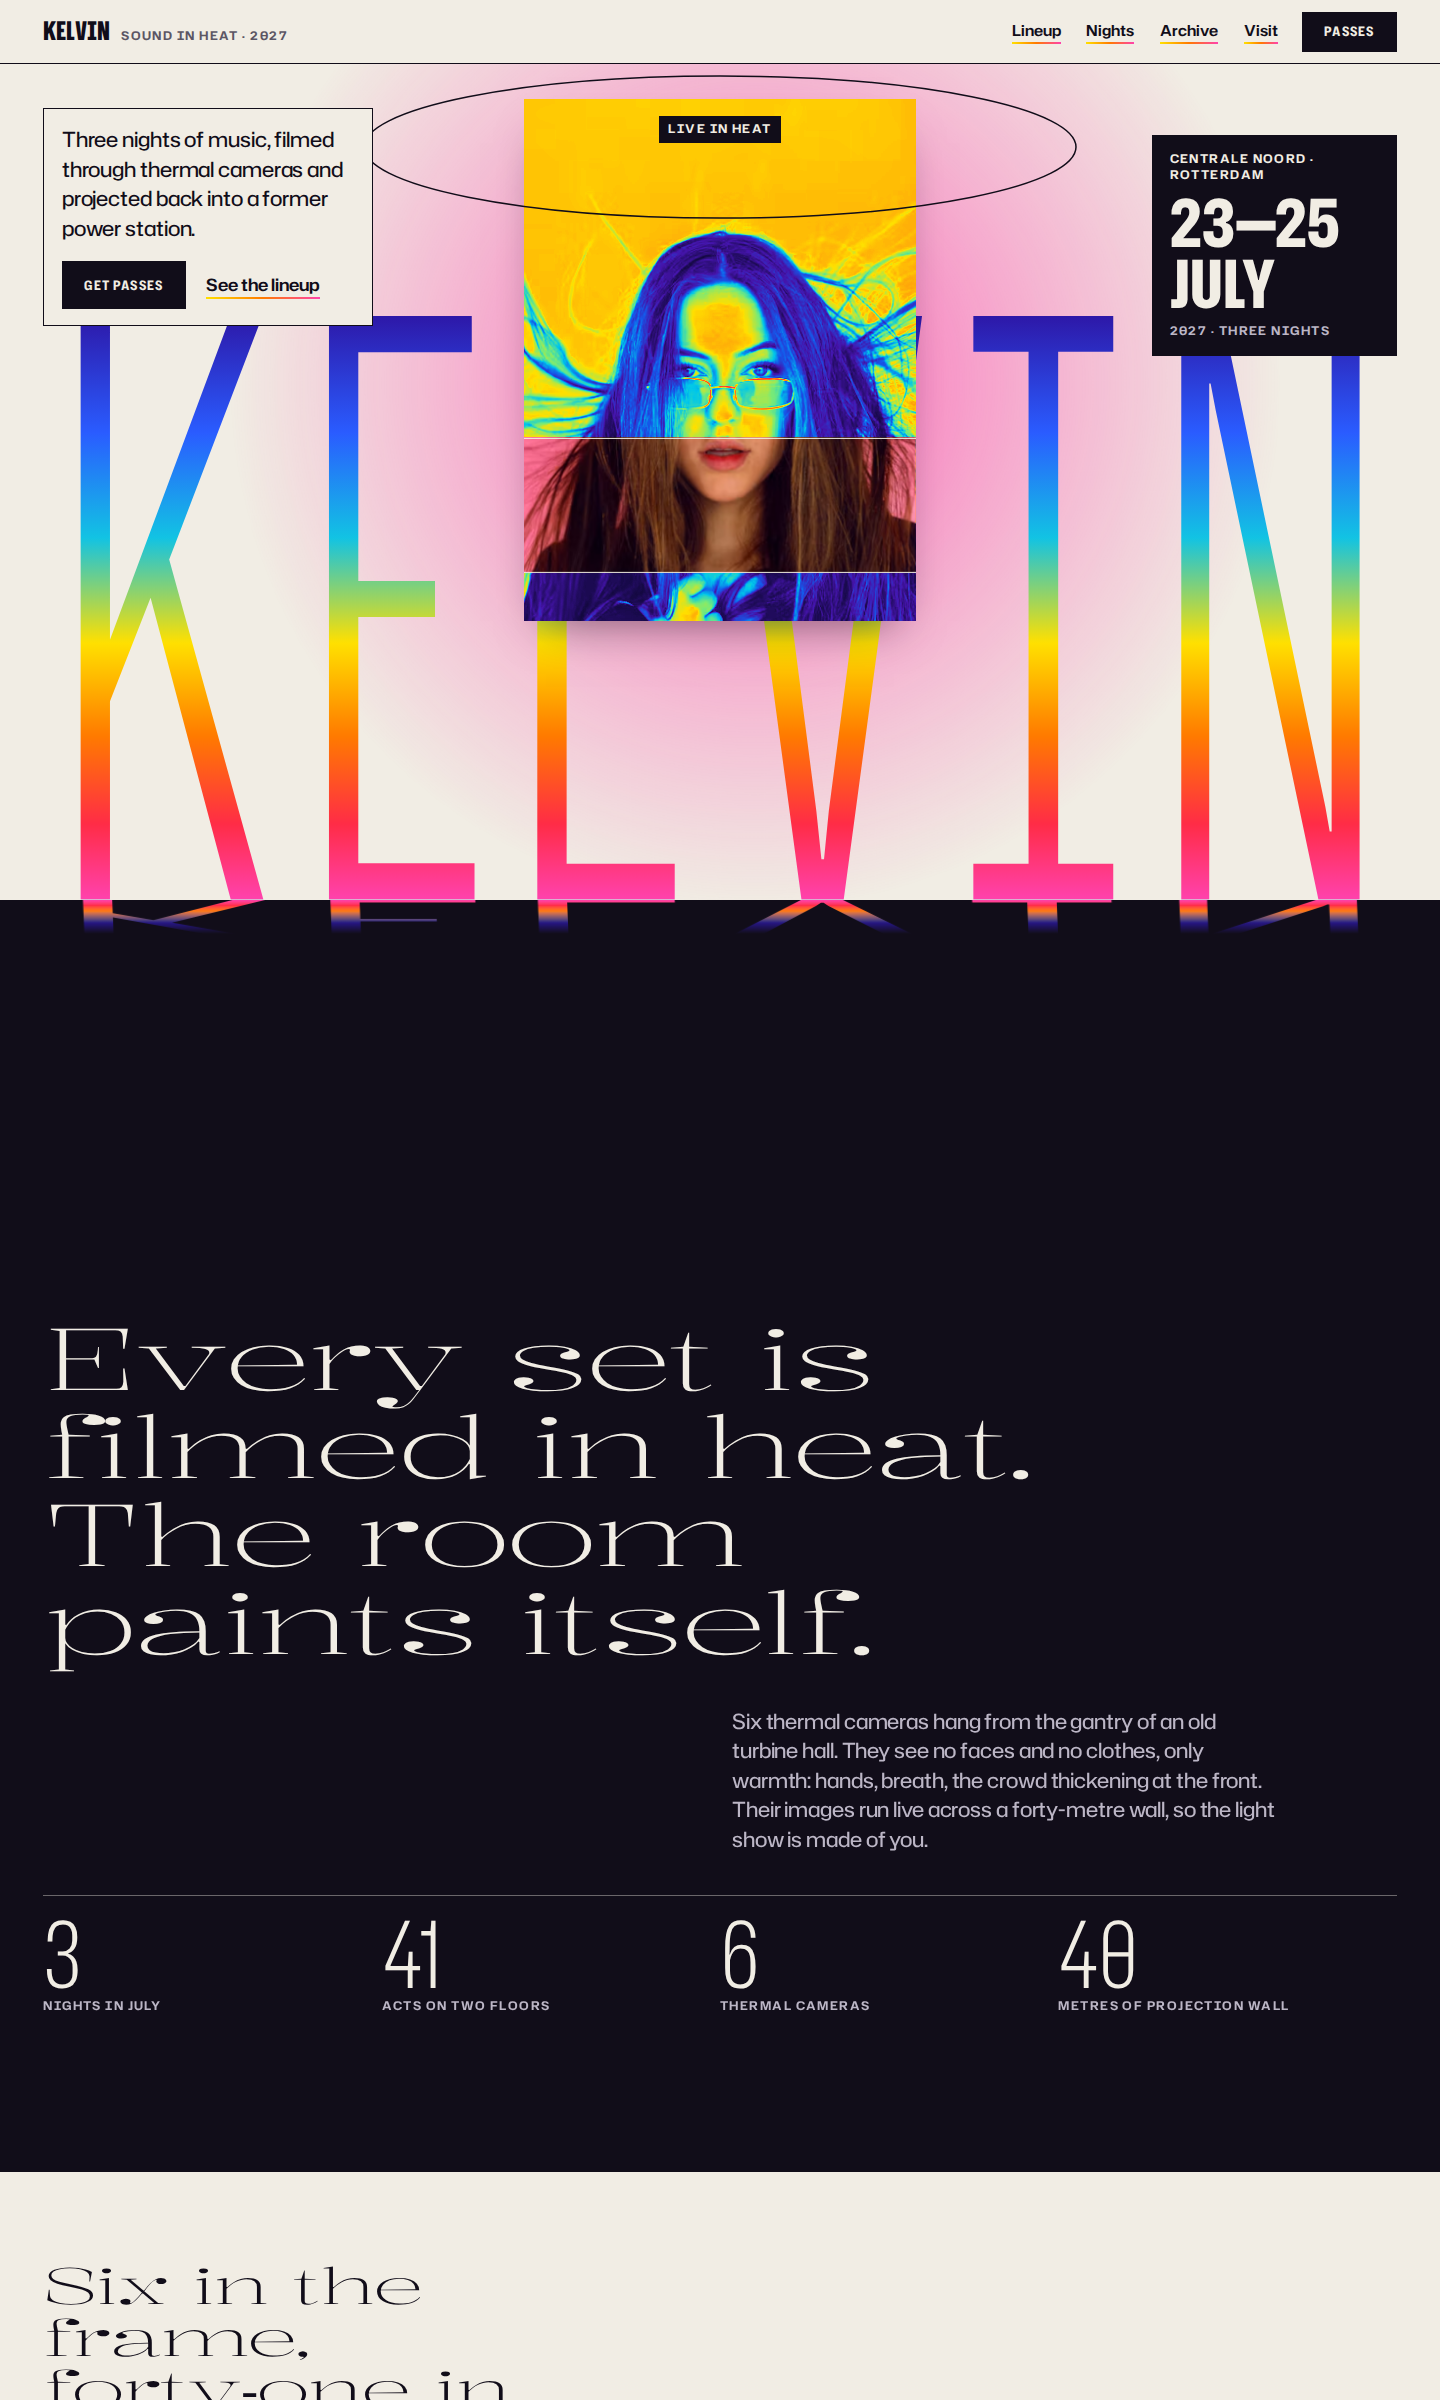 KELVIN SOUND IN HEAT · 2027
Lineup Nights Archive Visit PASSES
Three nights of music, filmed
through thermal cameras and
projected back into a former
power station.
GET PASSES See the lineup
LIVE IN HEAT
CENTRALE NOORD ·
ROTTERDAM
23–25
JULY
2027 · THREE NIGHTS
KELVIN
Every set is
filmed in heat.
The room
paints itself.
Six thermal cameras hang from the gantry of an old
turbine hall. They see no faces and no clothes, only
warmth: hands, breath, the crowd thickening at the front.
Their images run live across a forty-metre wall, so the light
show is made of you.
3
NIGHTS IN JULY
41
ACTS ON TWO FLOORS
6
THERMAL CAMERAS
40
METRES OF PROJECTION WALL
Six in the
frame,
forty-one in